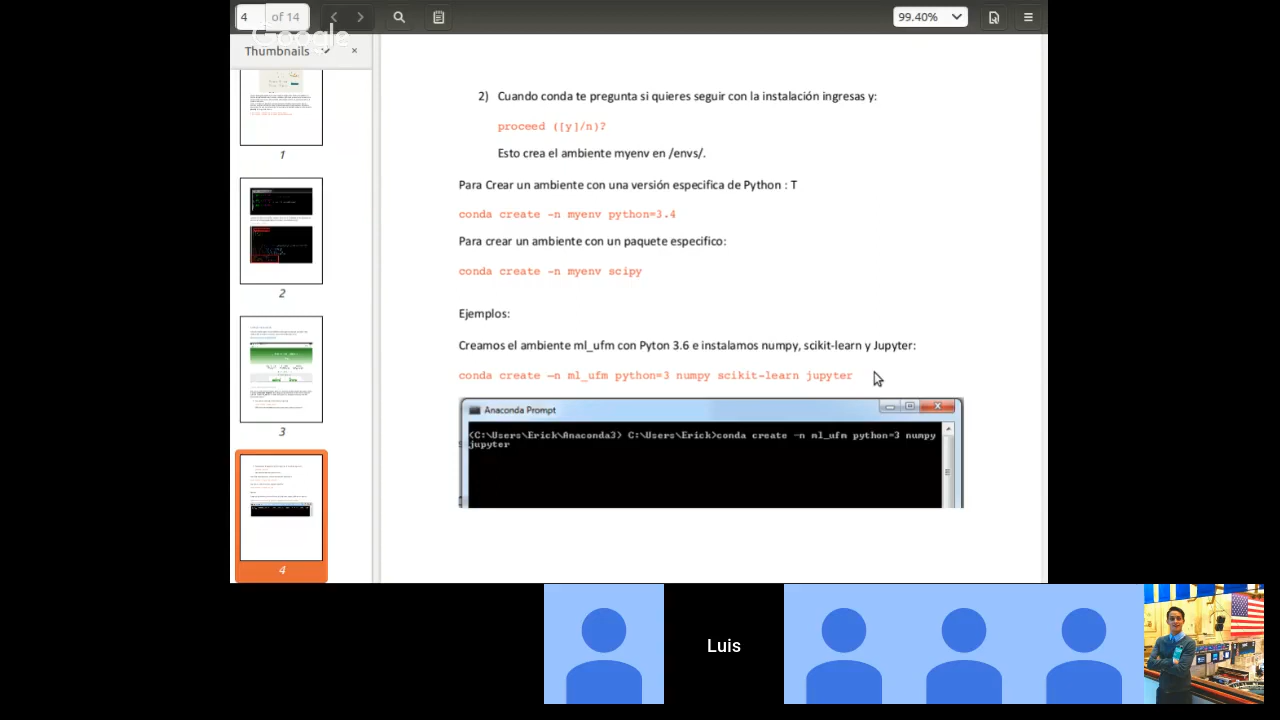 4 of 14
99.40%
Google
Thumbnails
1
2
3
4
2) Cuando conda te pregunta si quieres seguir con la instalación ingresas y:
proceed ([y]/n)?
Esto crea el ambiente myenv en /envs/.
Para Crear un ambiente con una versión especifica de Python : T
conda create -n myenv python=3.4
Para crear un ambiente con un paquete especifico:
conda create -n myenv scipy
Ejemplos:
Creamos el ambiente ml_ufm con Pyton 3.6 e instalamos numpy, scikit-learn y Jupyter:
conda create –n ml_ufm python=3 numpy scikit-learn jupyter
Anaconda Prompt
(C:\Users\Erick\Anaconda3) C:\Users\Erick>conda create -n ml_ufm python=3 numpy
jupyter
Luis